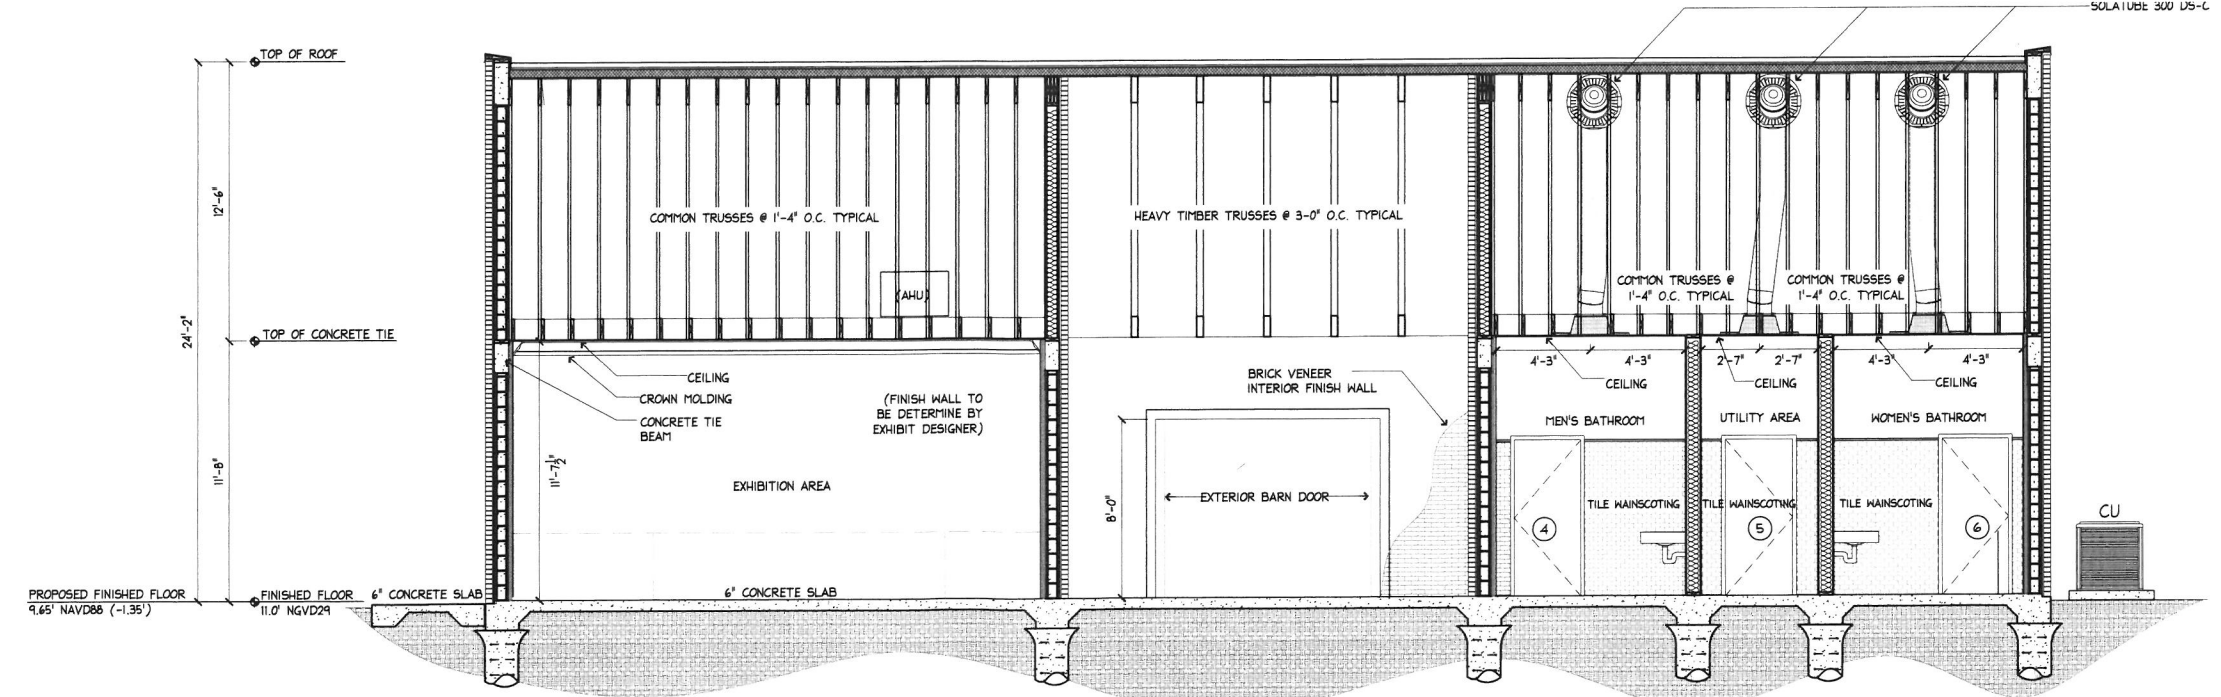 SOLATUBE 300 DS-C
TOP OF ROOF
12'-6"
24'-2"
COMMON TRUSSES @ 1'-4" O.C. TYPICAL
HEAVY TIMBER TRUSSES @ 3-0" O.C. TYPICAL
COMMON TRUSSES @
1'-4" O.C. TYPICAL
COMMON TRUSSES @
1'-4" O.C. TYPICAL
(AHU)
TOP OF CONCRETE TIE
4'-3"
4'-3"
2'-7"
2'-7"
4'-3"
4'-3"
CEILING
CROWN MOLDING
CONCRETE TIE
BEAM
(FINISH WALL TO
BE DETERMINE BY
EXHIBIT DESIGNER)
BRICK VENEER
INTERIOR FINISH WALL
CEILING
CEILING
CEILING
MEN'S BATHROOM
UTILITY AREA
WOMEN'S BATHROOM
11'-8"
11'-7 1/2"
EXHIBITION AREA
8'-0"
EXTERIOR BARN DOOR
TILE WAINSCOTING
TILE WAINSCOTING
TILE WAINSCOTING
4
5
6
CU
PROPOSED FINISHED FLOOR
9.65' NAVD88 (-1.35')
FINISHED FLOOR
11.0' NGVD29
6" CONCRETE SLAB
6" CONCRETE SLAB